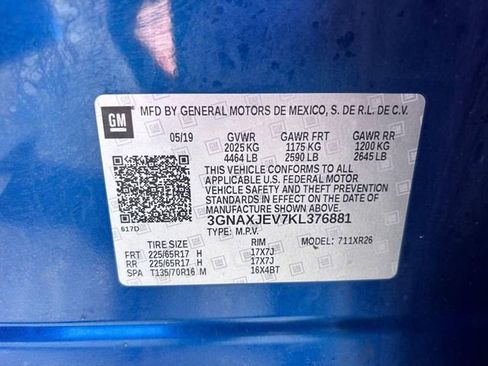 GM
MFD BY GENERAL MOTORS DE MEXICO, S. DE R.L. DE C.V.
05/19 GVWR GAWR FRT GAWR RR
2025 KG 1175 KG 1200 KG
4464 LB 2590 LB 2645 LB
THIS VEHICLE CONFORMS TO ALL
APPLICABLE U.S. FEDERAL MOTOR
VEHICLE SAFETY AND THEFT PREVENTION
STANDARDS IN EFFECT ON THE DATE OF
MANUFACTURE SHOWN ABOVE.
3GNAXJEV7KL376881
617D TYPE: M.P.V.
TIRE SIZE RIM MODEL: 711XR26
FRT 225/65R17 H 17X7J
RR 225/65R17 H 17X7J
SPA T135/70R16 M 16X4BT